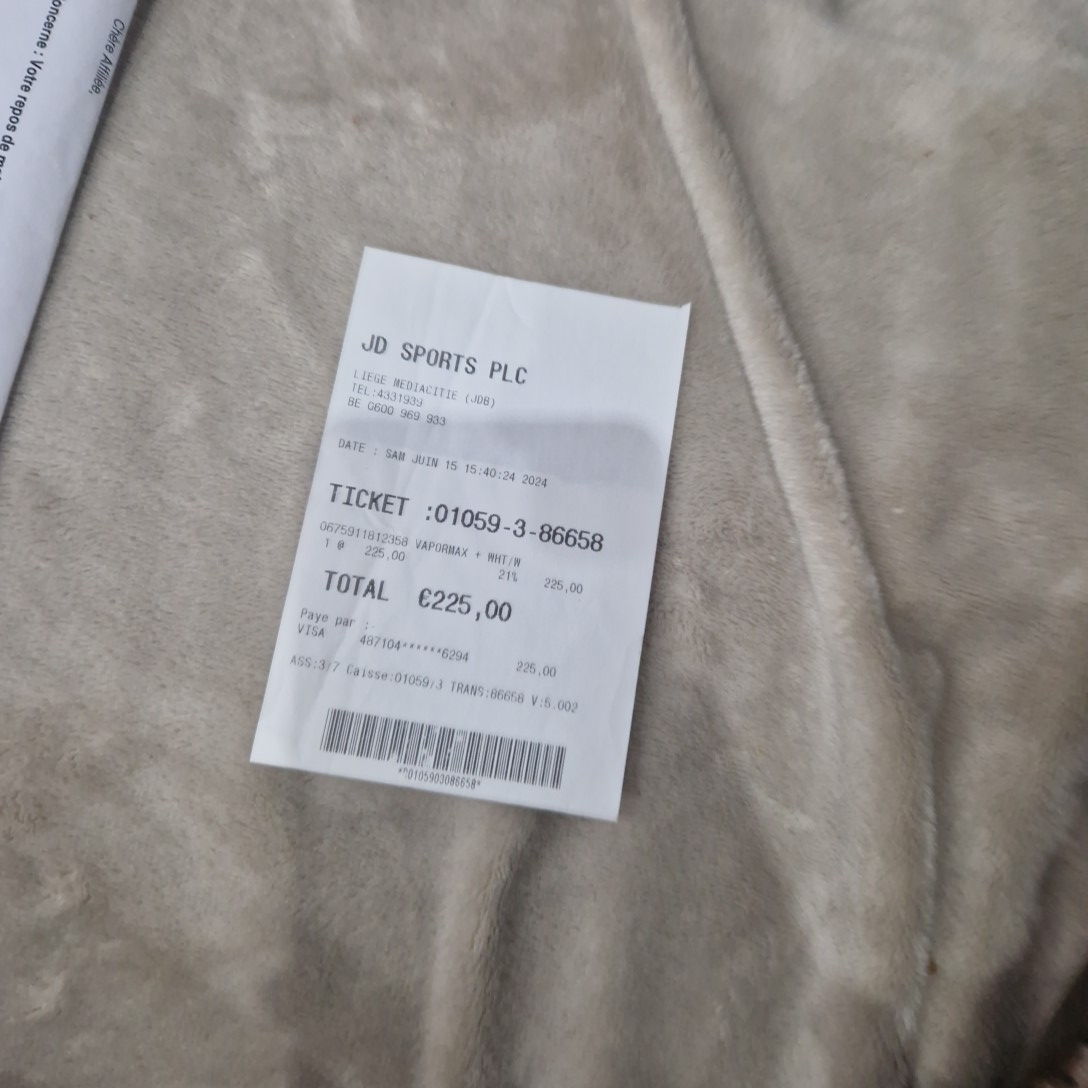 Chère Affiliée,
oncerne : Votre repos de
JD SPORTS PLC
LIEGE MEDIACITIE (JDB)
TEL:4331939
BE 0600 969 933
DATE : SAM JUIN 15 15:40:24 2024
TICKET :01059-3-86658
0675911812358 VAPORMAX + WHT/W
1 @ 225,00 21% 225,00
TOTAL €225,00
Paye par :-
VISA 487104******6294 225,00
ASS:3/7 Caisse:01059/3 TRANS:86658 V:5.002
*00105903086658*